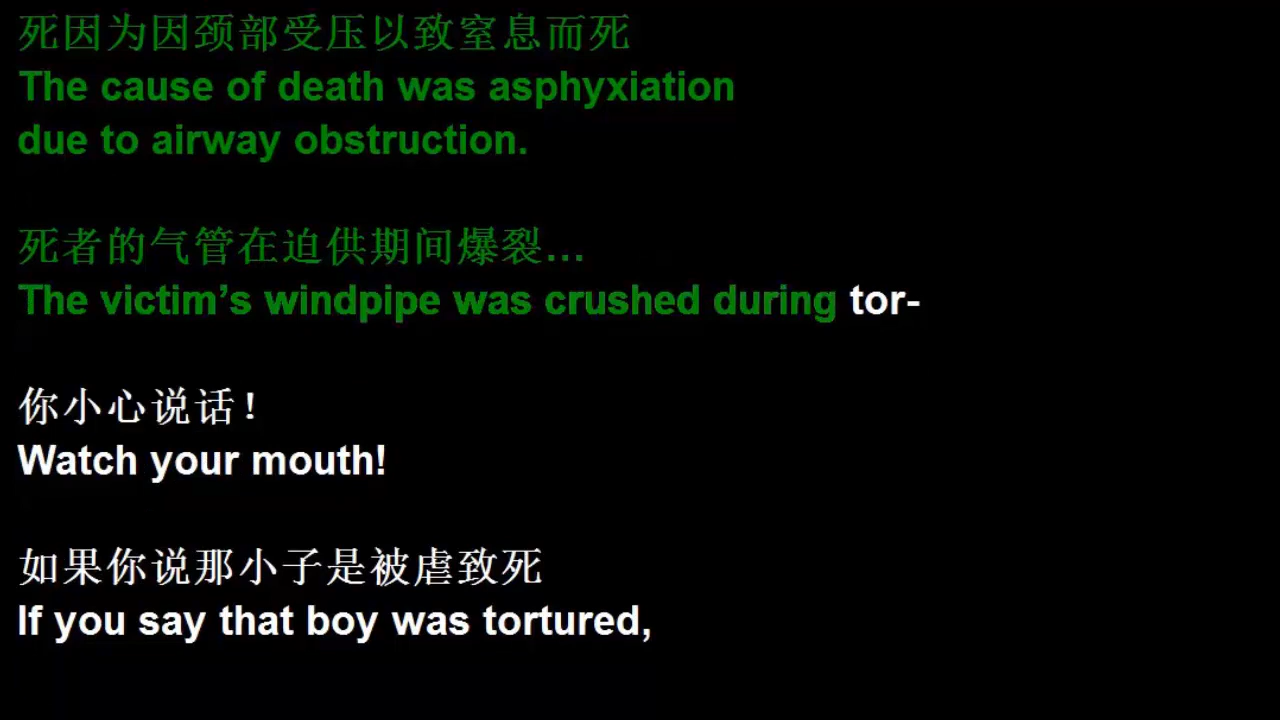 死因为因颈部受压以致窒息而死
The cause of death was asphyxiation
due to airway obstruction.
死者的气管在迫供期间爆裂...
The victim's windpipe was crushed during tor-
你小心说话!
Watch your mouth!
如果你说那小子是被虐致死
If you say that boy was tortured,